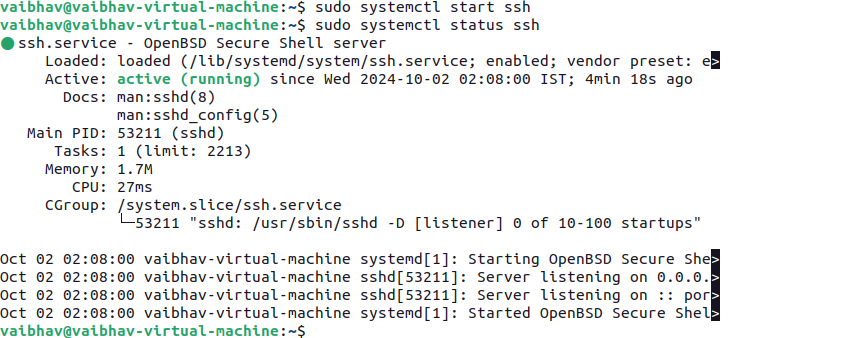 vaibhav@vaibhav-virtual-machine:~$ sudo systemctl start ssh
vaibhav@vaibhav-virtual-machine:~$ sudo systemctl status ssh
● ssh.service - OpenBSD Secure Shell server
     Loaded: loaded (/lib/systemd/system/ssh.service; enabled; vendor preset: e>
     Active: active (running) since Wed 2024-10-02 02:08:00 IST; 4min 18s ago
       Docs: man:sshd(8)
             man:sshd_config(5)
   Main PID: 53211 (sshd)
      Tasks: 1 (limit: 2213)
     Memory: 1.7M
        CPU: 27ms
     CGroup: /system.slice/ssh.service
             └─53211 "sshd: /usr/sbin/sshd -D [listener] 0 of 10-100 startups"
Oct 02 02:08:00 vaibhav-virtual-machine systemd[1]: Starting OpenBSD Secure She>
Oct 02 02:08:00 vaibhav-virtual-machine sshd[53211]: Server listening on 0.0.0.>
Oct 02 02:08:00 vaibhav-virtual-machine sshd[53211]: Server listening on :: por>
Oct 02 02:08:00 vaibhav-virtual-machine systemd[1]: Started OpenBSD Secure Shel>
vaibhav@vaibhav-virtual-machine:~$